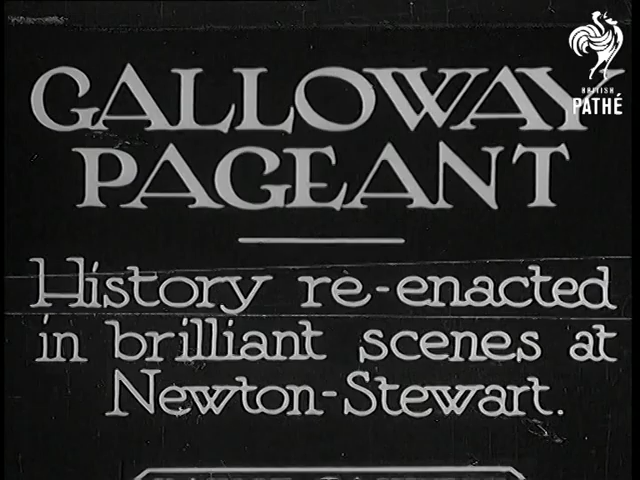 GALLOWAY
PAGEANT
History re-enacted
in brilliant scenes at
Newton-Stewart.
BRITISH
PATHÉ